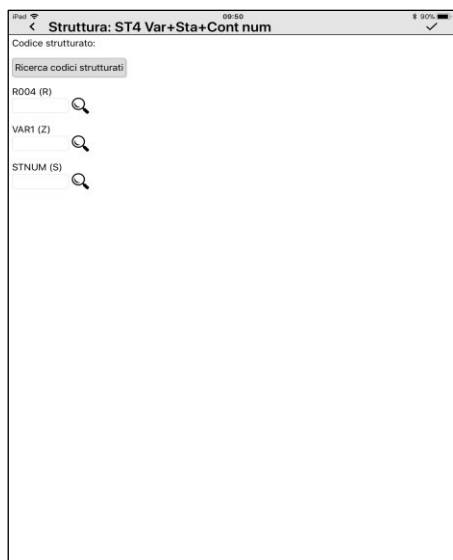 iPad 09:50 90%
Struttura: ST4 Var+Sta+Cont num
Codice strutturato:
Ricerca codici strutturati
R004 (R)
VAR1 (Z)
STNUM (S)